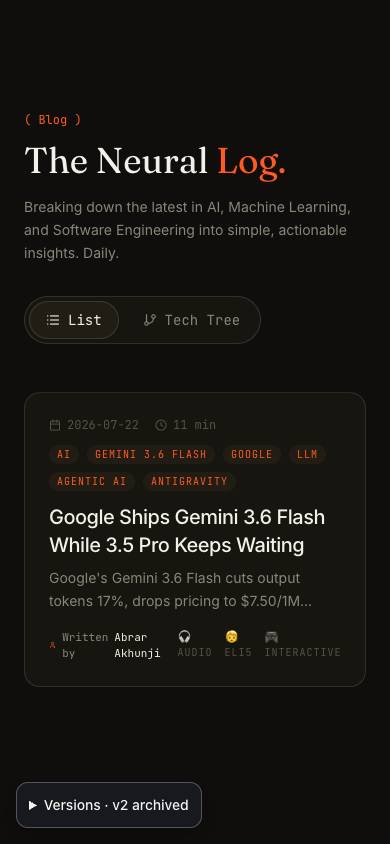 ( Blog )
The Neural Log.
Breaking down the latest in AI, Machine Learning,
and Software Engineering into simple, actionable
insights. Daily.
List Tech Tree
2026-07-22 11 min
AI GEMINI 3.6 FLASH GOOGLE LLM
AGENTIC AI ANTIGRAVITY
Google Ships Gemini 3.6 Flash
While 3.5 Pro Keeps Waiting
Google's Gemini 3.6 Flash cuts output
tokens 17%, drops pricing to $7.50/1M...
Written by Abrar Akhunji AUDIO ELI5 INTERACTIVE
Versions · v2 archived